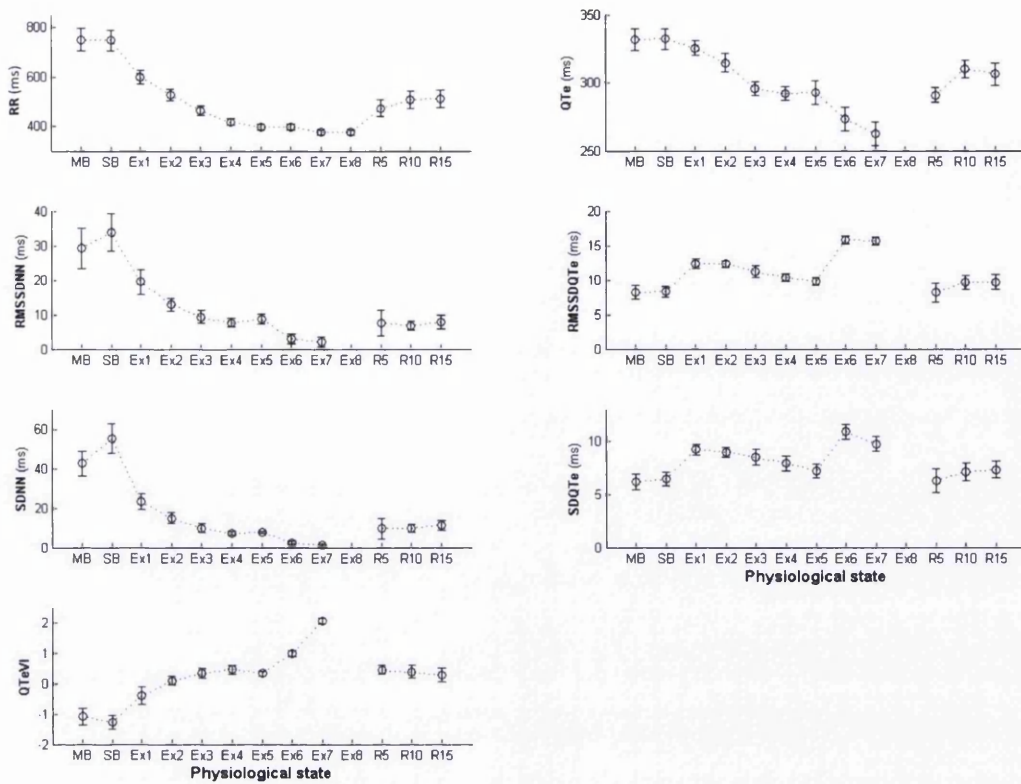 RR (ms)
800
600
400
MB SB Ex1 Ex2 Ex3 Ex4 Ex5 Ex6 Ex7 Ex8 R5 R10 R15
QTe (ms)
350
300
250
MB SB Ex1 Ex2 Ex3 Ex4 Ex5 Ex6 Ex7 Ex8 R5 R10 R15
RMSSDNN (ms)
40
30
20
10
0
MB SB Ex1 Ex2 Ex3 Ex4 Ex5 Ex6 Ex7 Ex8 R5 R10 R15
RMSSDQTe (ms)
20
15
10
5
0
MB SB Ex1 Ex2 Ex3 Ex4 Ex5 Ex6 Ex7 Ex8 R5 R10 R15
SDNN (ms)
60
40
20
0
MB SB Ex1 Ex2 Ex3 Ex4 Ex5 Ex6 Ex7 Ex8 R5 R10 R15
SDQTe (ms)
10
5
0
MB SB Ex1 Ex2 Ex3 Ex4 Ex5 Ex6 Ex7 Ex8 R5 R10 R15
Physiological state
QTeVI
2
1
0
-1
-2
MB SB Ex1 Ex2 Ex3 Ex4 Ex5 Ex6 Ex7 Ex8 R5 R10 R15
Physiological state